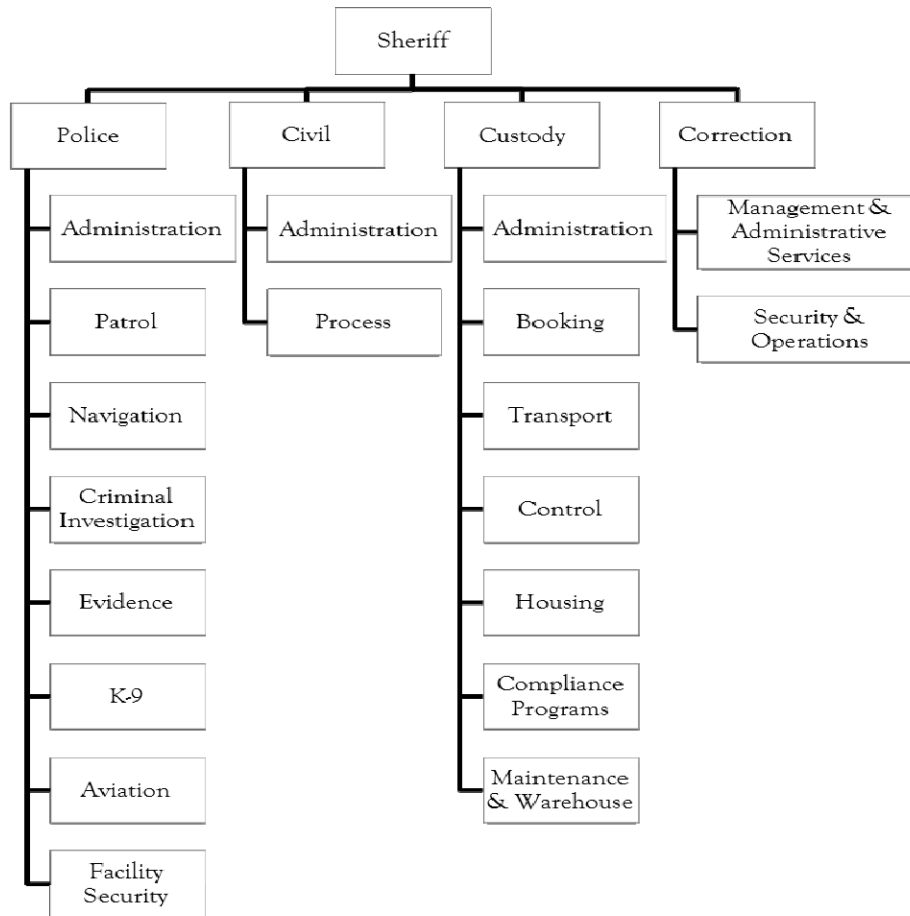 Sheriff
Police
Civil
Custody
Correction
Administration
Patrol
Navigation
Criminal
Investigation
Evidence
K-9
Aviation
Facility
Security
Administration
Process
Administration
Booking
Transport
Control
Housing
Compliance
Programs
Maintenance
& Warehouse
Management &
Administrative
Services
Security &
Operations